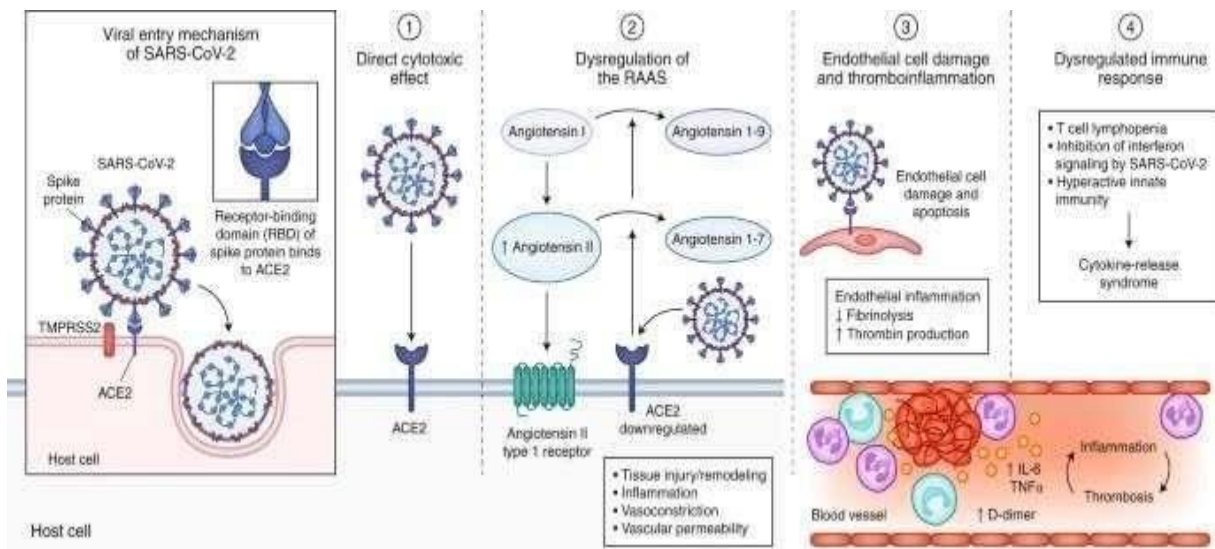 Viral entry mechanism
of SARS-CoV-2
SARS-CoV-2
Spike
protein
Receptor-binding
domain (RBD) of
spike protein binds
to ACE2
TMPRSS2
ACE2
Host cell
Host cell
1
Direct cytotoxic
effect
ACE2
2
Dysregulation of
the RAAS
Angiotensin I
Angiotensin 1-9
↑ Angiotensin II
Angiotensin 1-7
Angiotensin II
type 1 receptor
ACE2
downregulated
• Tissue injury/remodeling
• Inflammation
• Vasoconstriction
• Vascular permeability
3
Endothelial cell damage
and thromboinflammation
Endothelial cell
damage and
apoptosis
Endothelial inflammation
↓ Fibrinolysis
↑ Thrombin production
4
Dysregulated immune
response
• T cell lymphopenia
• Inhibition of interferon
signaling by SARS-CoV-2
• Hyperactive innate
immunity
Cytokine-release
syndrome
↑ IL-6
TNFα
Inflammation
Thrombosis
Blood vessel
↑ D-dimer